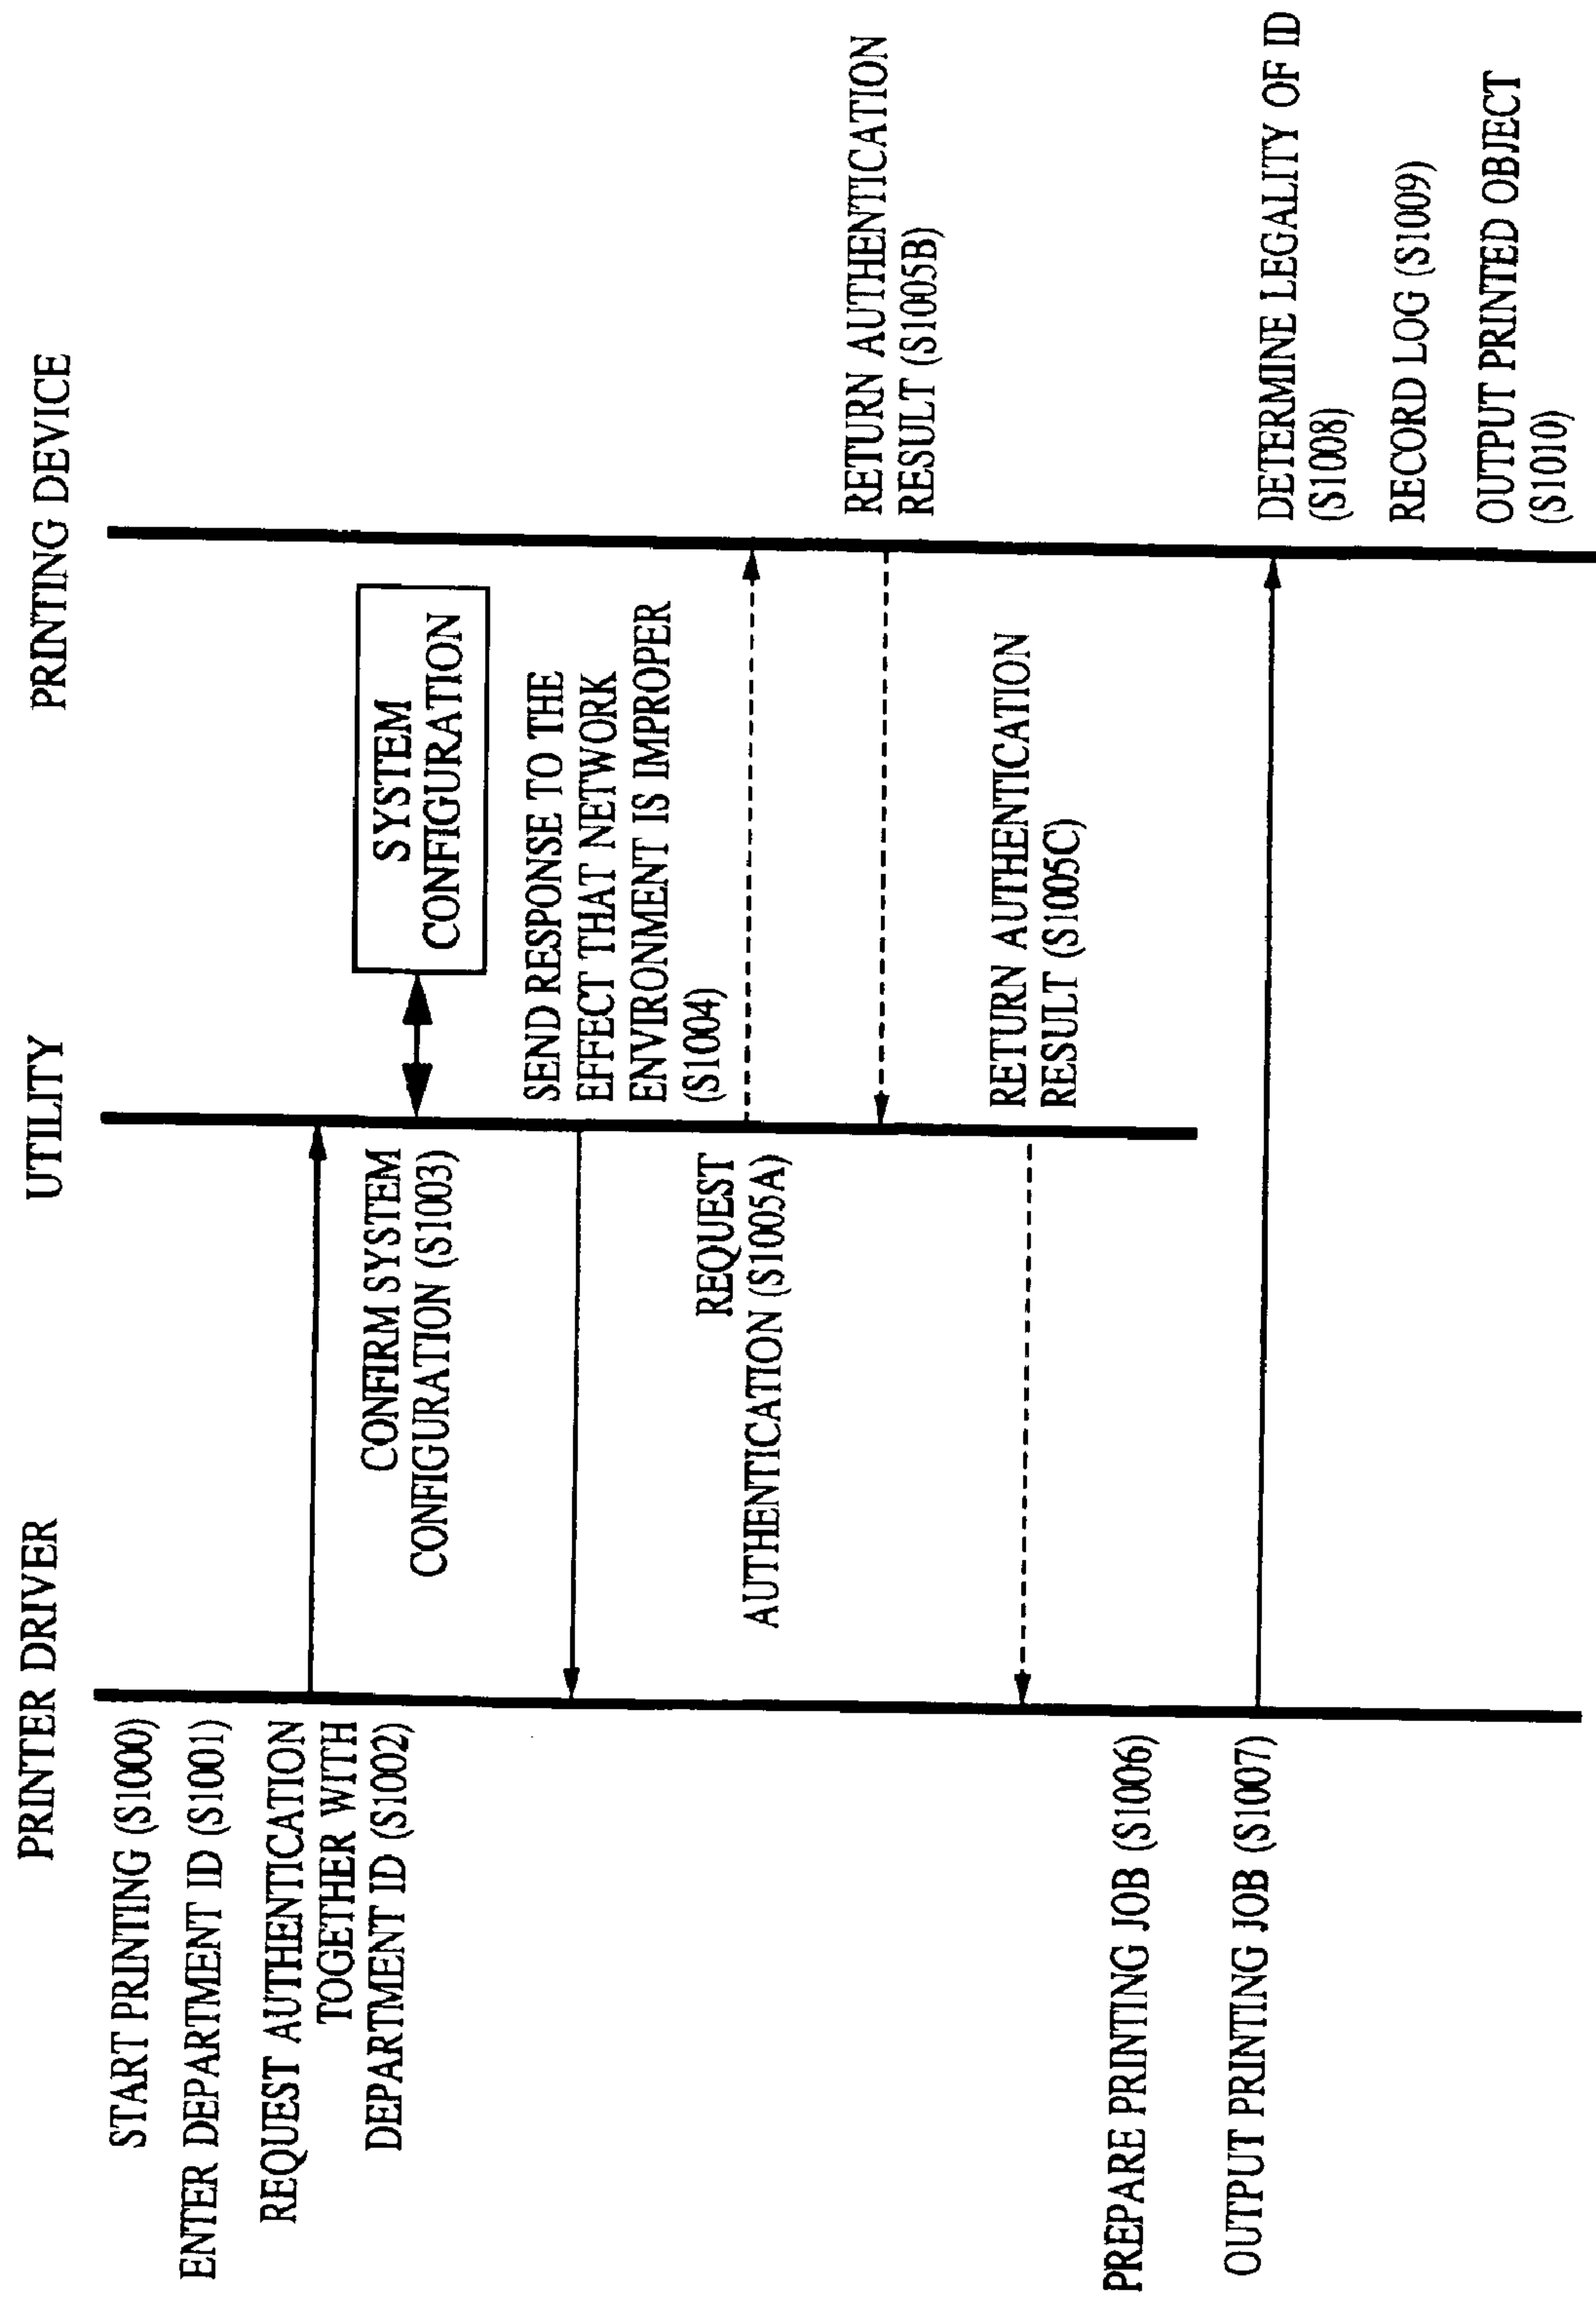 PRINTER DRIVER
UTILITY
PRINTING DEVICE
START PRINTING (S1000)
ENTER DEPARTMENT ID (S1001)
REQUEST AUTHENTICATION
TOGETHER WITH
DEPARTMENT ID (S1002)
CONFIRM SYSTEM
CONFIGURATION (S1003)
SYSTEM
CONFIGURATION
SEND RESPONSE TO THE
EFFECT THAT NETWORK
ENVIRONMENT IS IMPROPER
(S1004)
REQUEST
AUTHENTICATION (S1005A)
RETURN AUTHENTICATION
RESULT (S1005B)
RETURN AUTHENTICATION
RESULT (S1005C)
PREPARE PRINTING JOB (S1006)
OUTPUT PRINTING JOB (S1007)
DETERMINE LEGALITY OF ID
(S1008)
RECORD LOG (S1009)
OUTPUT PRINTED OBJECT
(S1010)